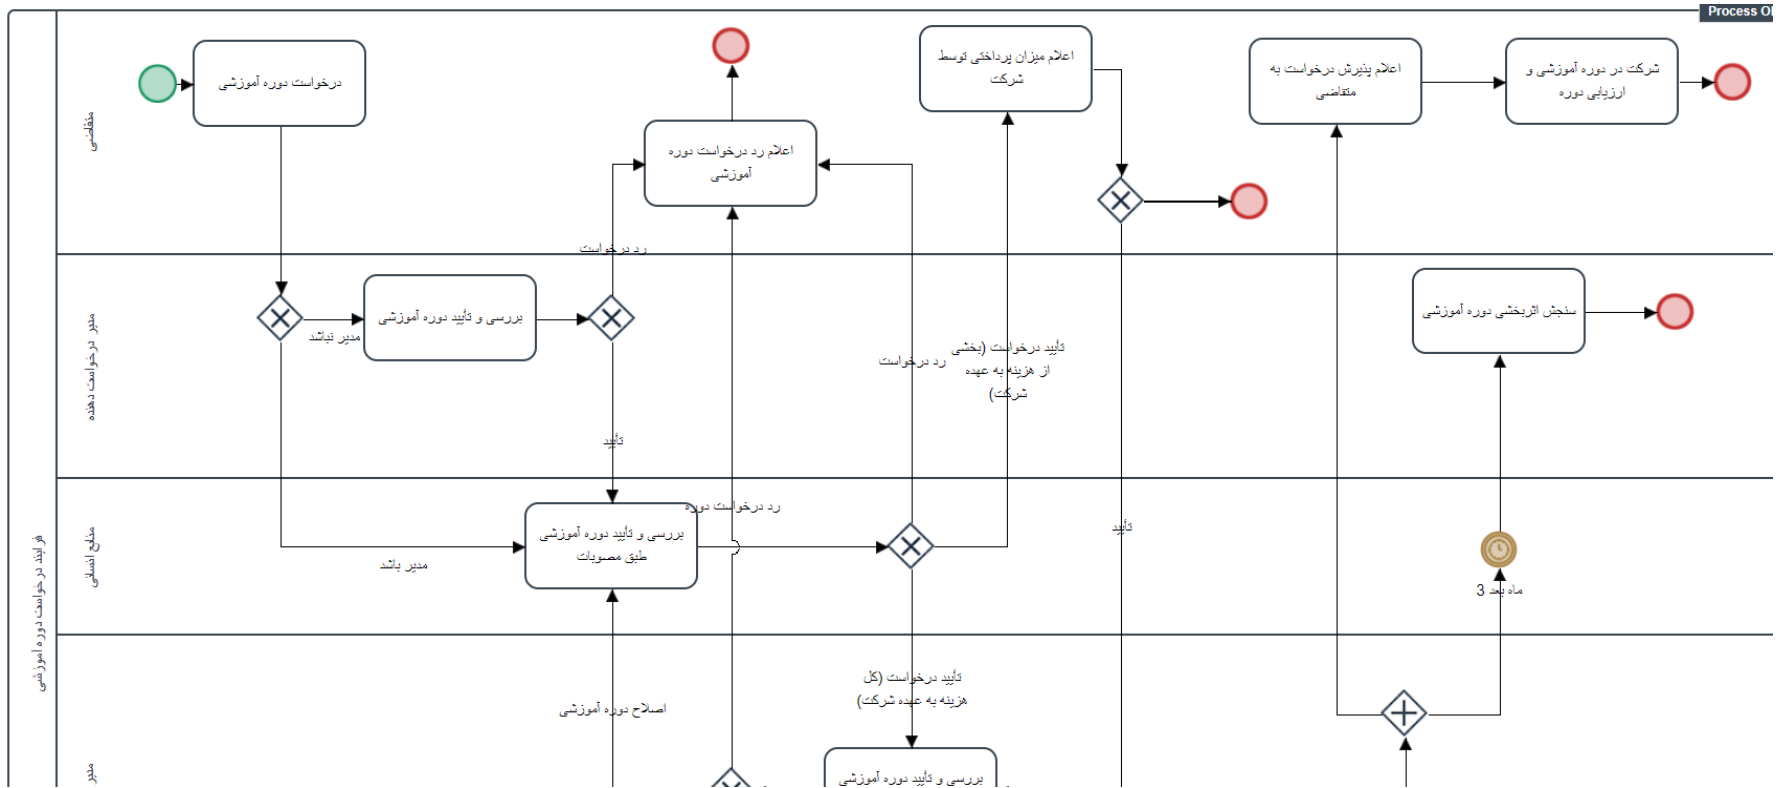 Process Ol
فرایند درخواست دوره آموزشی
متقاضی
درخواست دوره آموزشی
اعلام رد درخواست دوره
آموزشی
اعلام میزان پرداختی توسط
شرکت
اعلام پذیرش درخواست به
متقاضی
شرکت در دوره آموزشی و
ارزیابی دوره
رد درخواست
مدیر درخواست دهنده
مدیر نباشد
بررسی و تأیید دوره آموزشی
تأیید
رد درخواست
تأیید درخواست (بخشی
از هزینه به عهده
شرکت)
سنجش اثربخشی دوره آموزشی
منابع انسانی
مدیر باشد
بررسی و تأیید دوره آموزشی
طبق مصوبات
رد درخواست دوره
تأیید
3 ماه بعد
مدیر
اصلاح دوره آموزشی
تأیید درخواست (کل
هزینه به عهده شرکت)
بررسی و تأیید دوره آموزشی